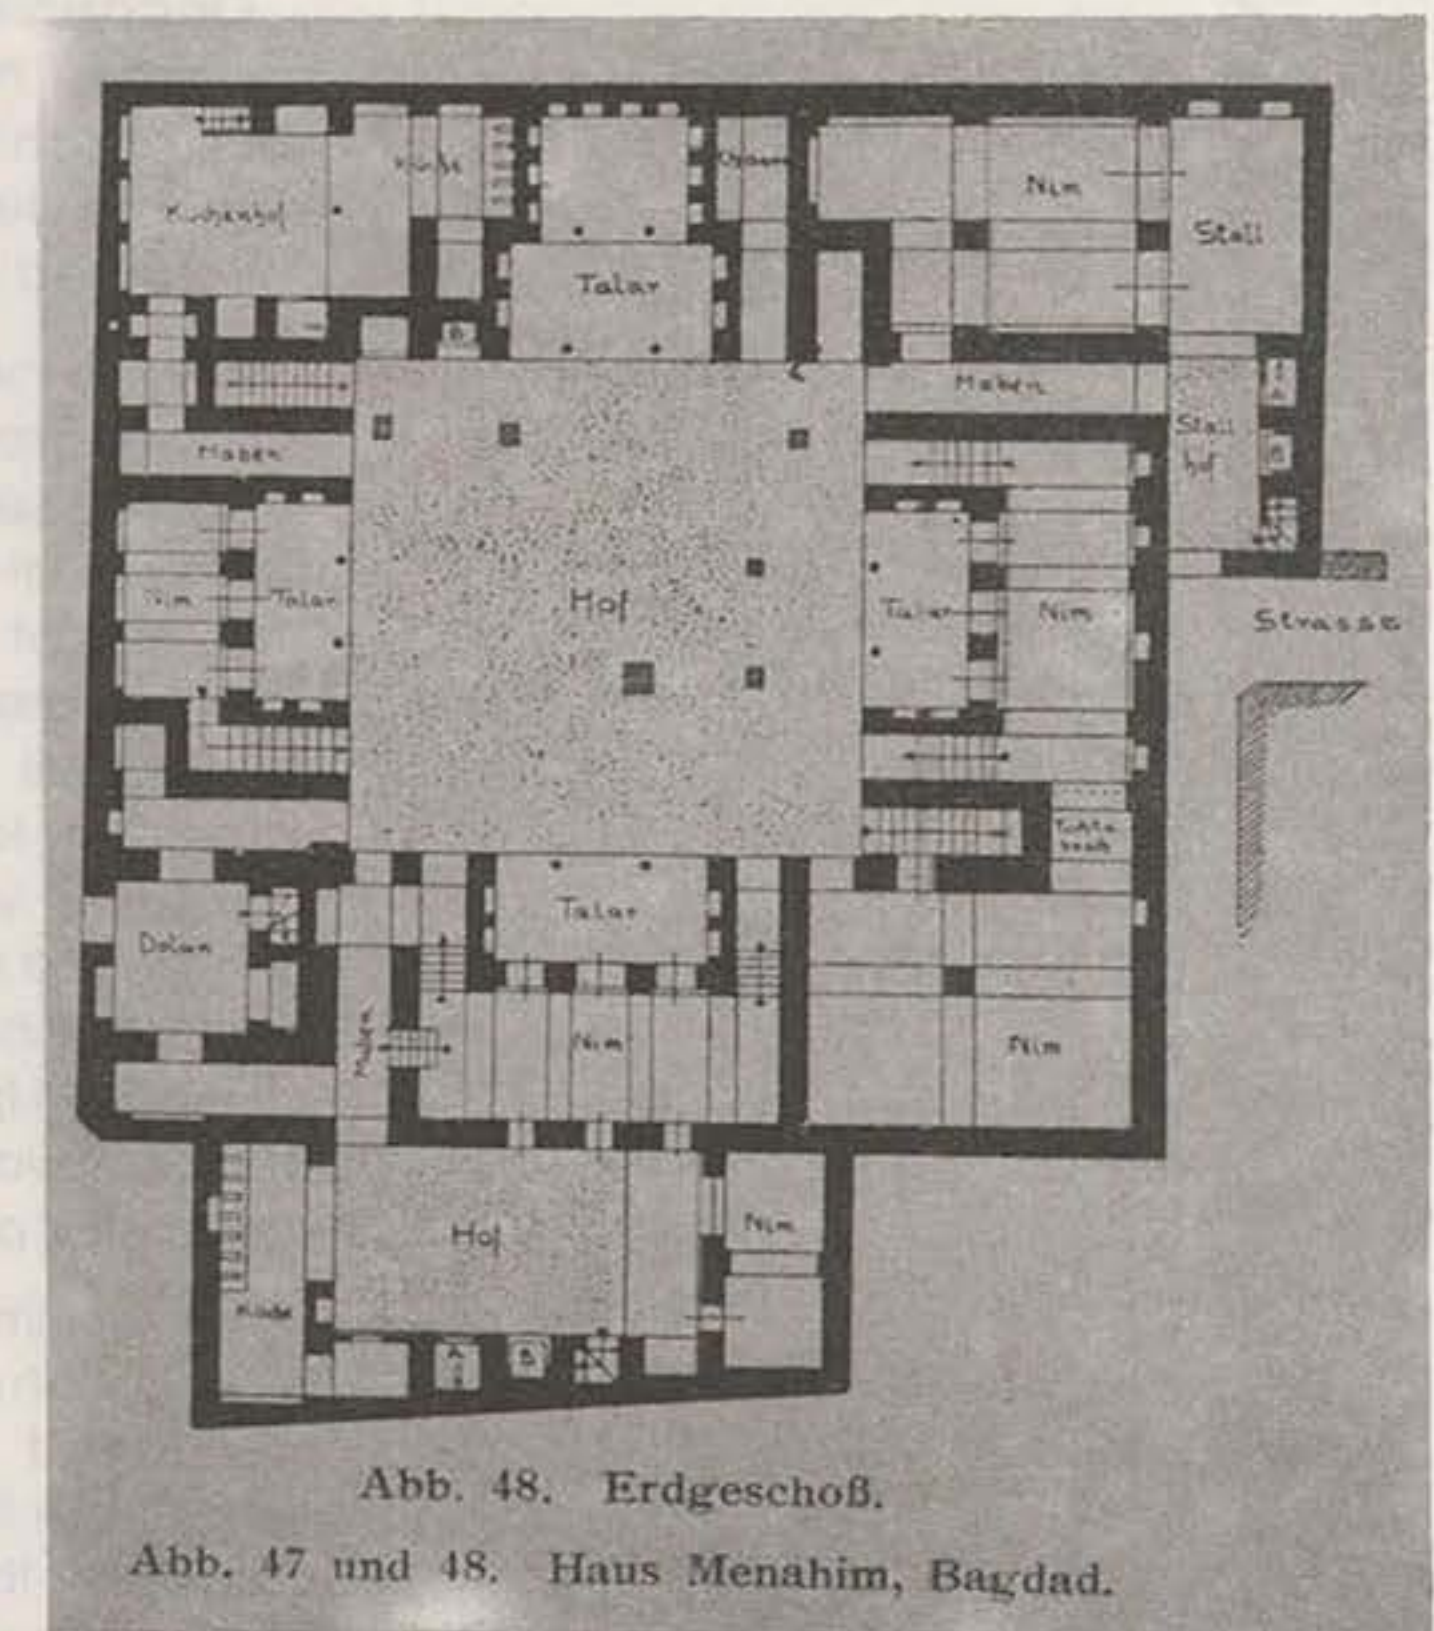 Küche
Küchenhof
Talar
Nim
Stall
B
Maben
Maben
A
Stall
hof
B
Nim
Talar
Hof
Talar
Nim
Strasse
Talar
Dolan
Maben
Nim
Nim
Hof
Nim
Küche
A
B
Abb. 48. Erdgeschoß.
Abb. 47 und 48. Haus Menahim, Bagdad.